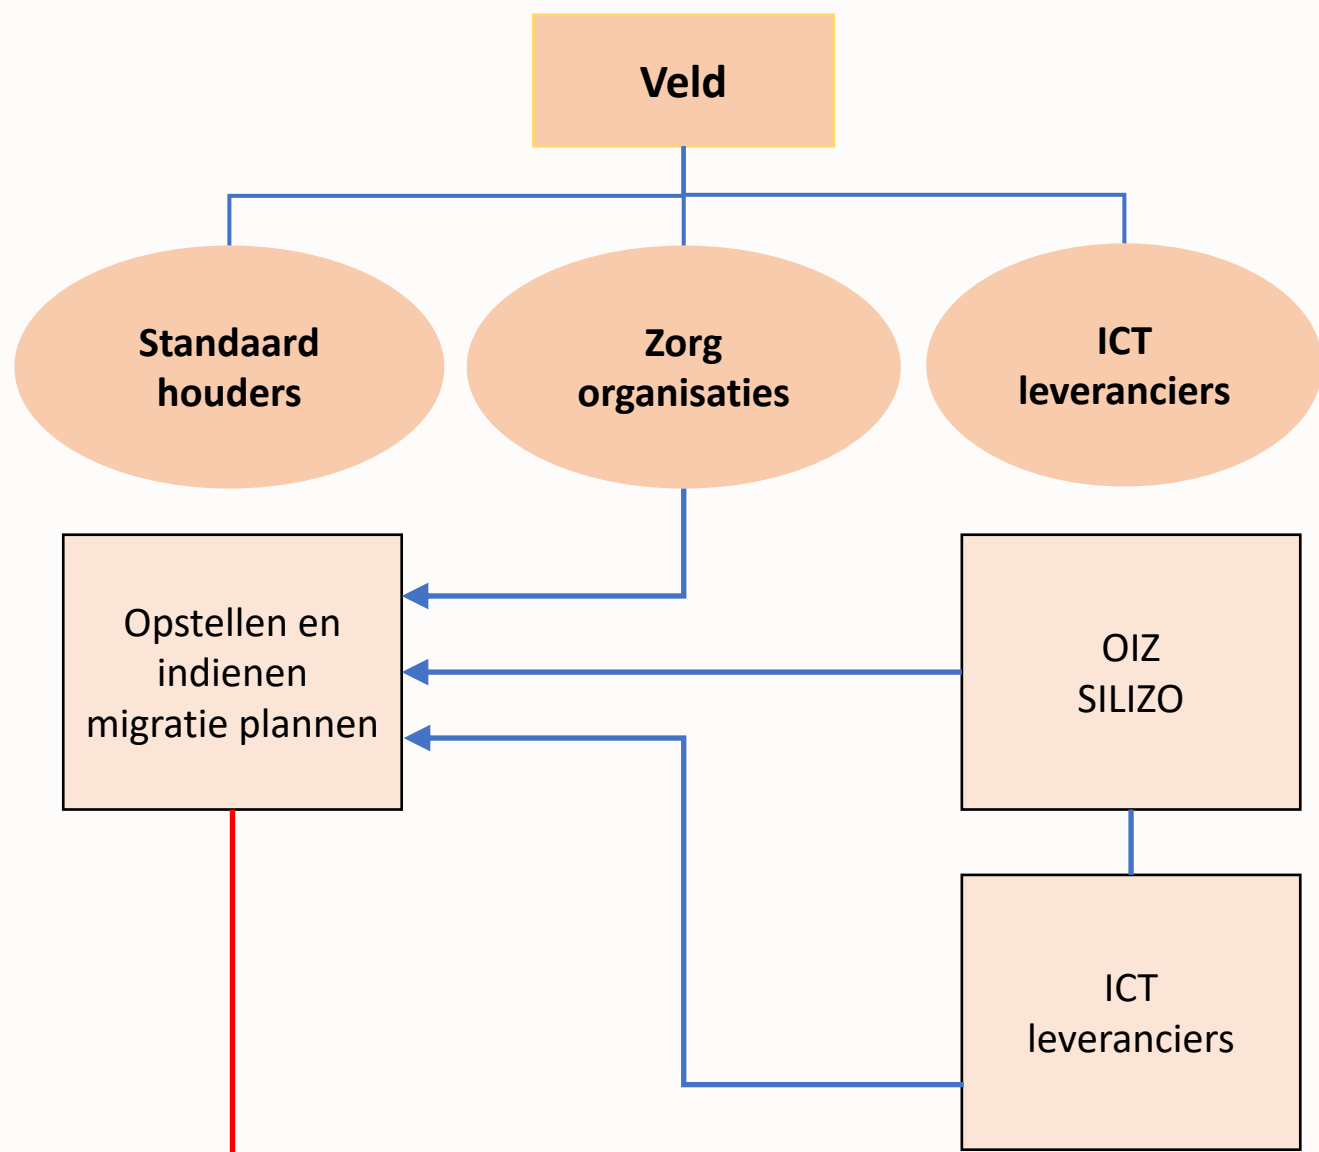 Veld
Standaard
houders
Zorg
organisaties
ICT
leveranciers
Opstellen en
indienen
migratie plannen
OIZ
SILIZO
ICT
leveranciers